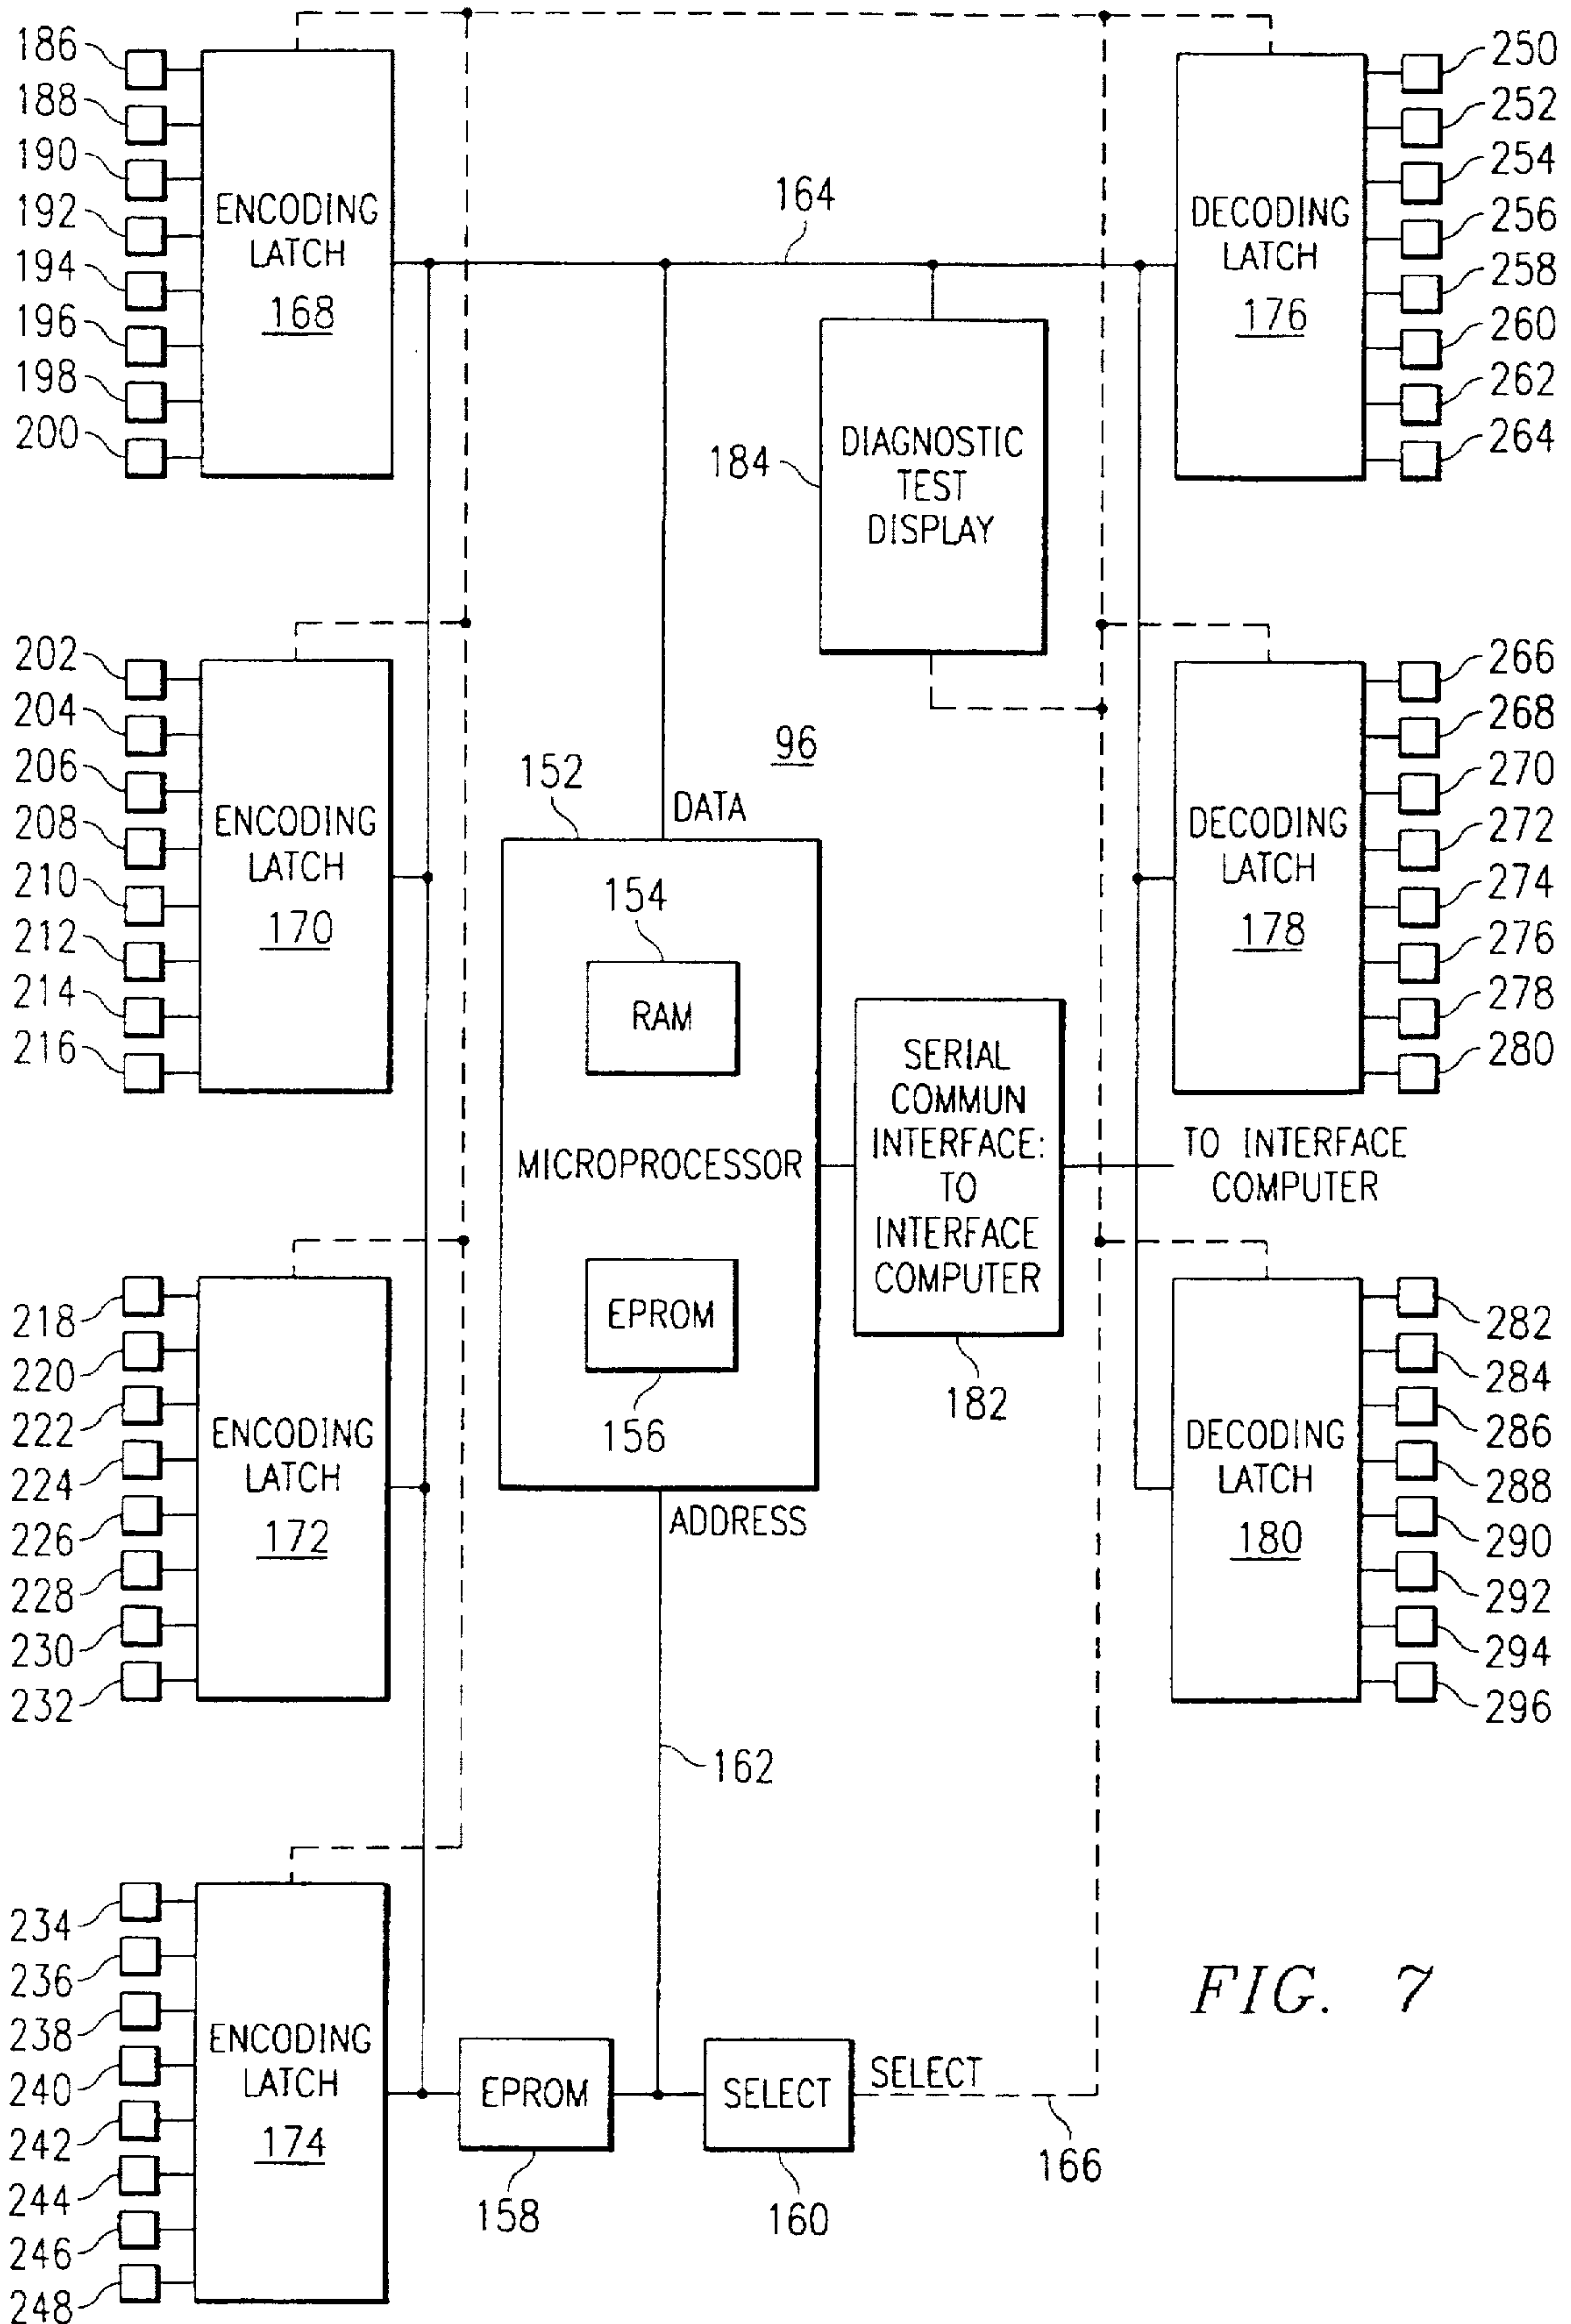 186
188
190
192
194
196
198
200
ENCODING
LATCH
168
164
250
252
254
256
258
260
262
264
DECODING
LATCH
176
184
DIAGNOSTIC
TEST
DISPLAY
202
204
206
208
210
212
214
216
ENCODING
LATCH
170
96
152
DATA
154
RAM
MICROPROCESSOR
EPROM
156
SERIAL
COMMUN
INTERFACE:
TO
INTERFACE
COMPUTER
182
266
268
270
272
274
276
278
280
DECODING
LATCH
178
TO INTERFACE
COMPUTER
218
220
222
224
226
228
230
232
ENCODING
LATCH
172
ADDRESS
162
282
284
286
288
290
292
294
296
DECODING
LATCH
180
234
236
238
240
242
244
246
248
ENCODING
LATCH
174
EPROM
158
SELECT
160
SELECT
166
FIG. 7